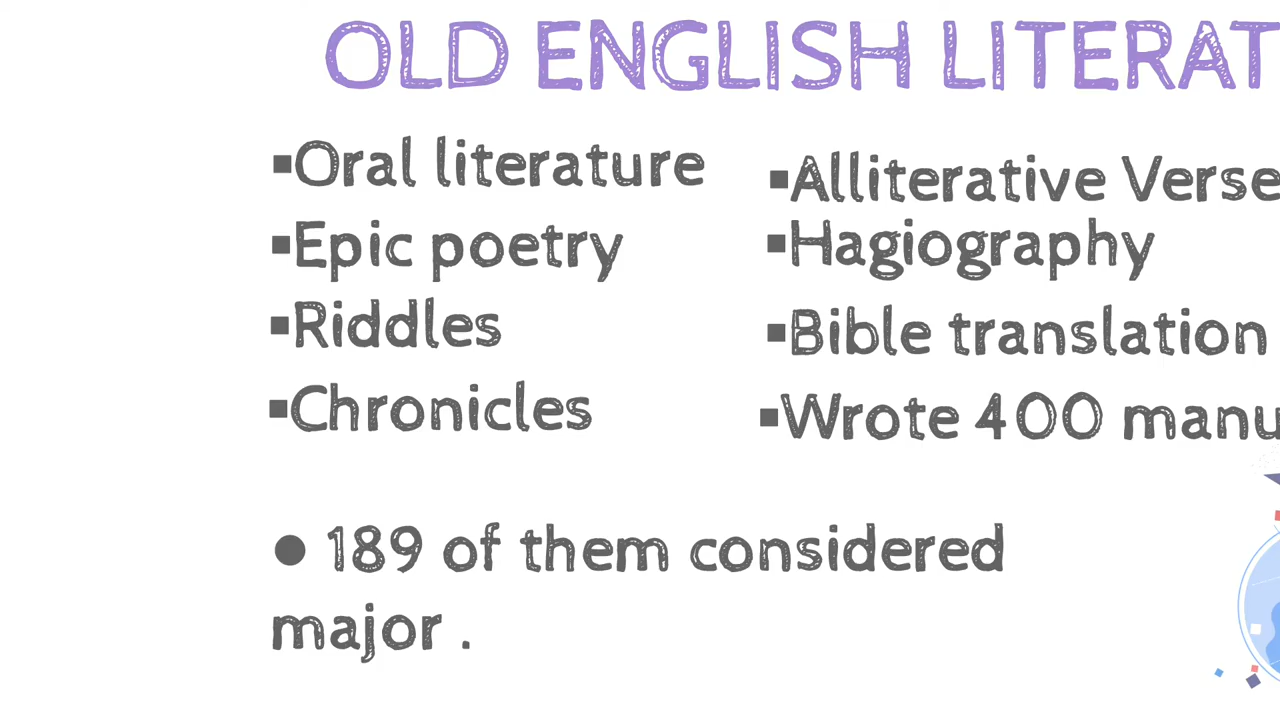 OLD ENGLISH LITERAT
▪Oral literature
▪Epic poetry
▪Riddles
▪Chronicles
▪Alliterative Verse
▪Hagiography
▪Bible translation
▪Wrote 400 manu
● 189 of them considered
major .